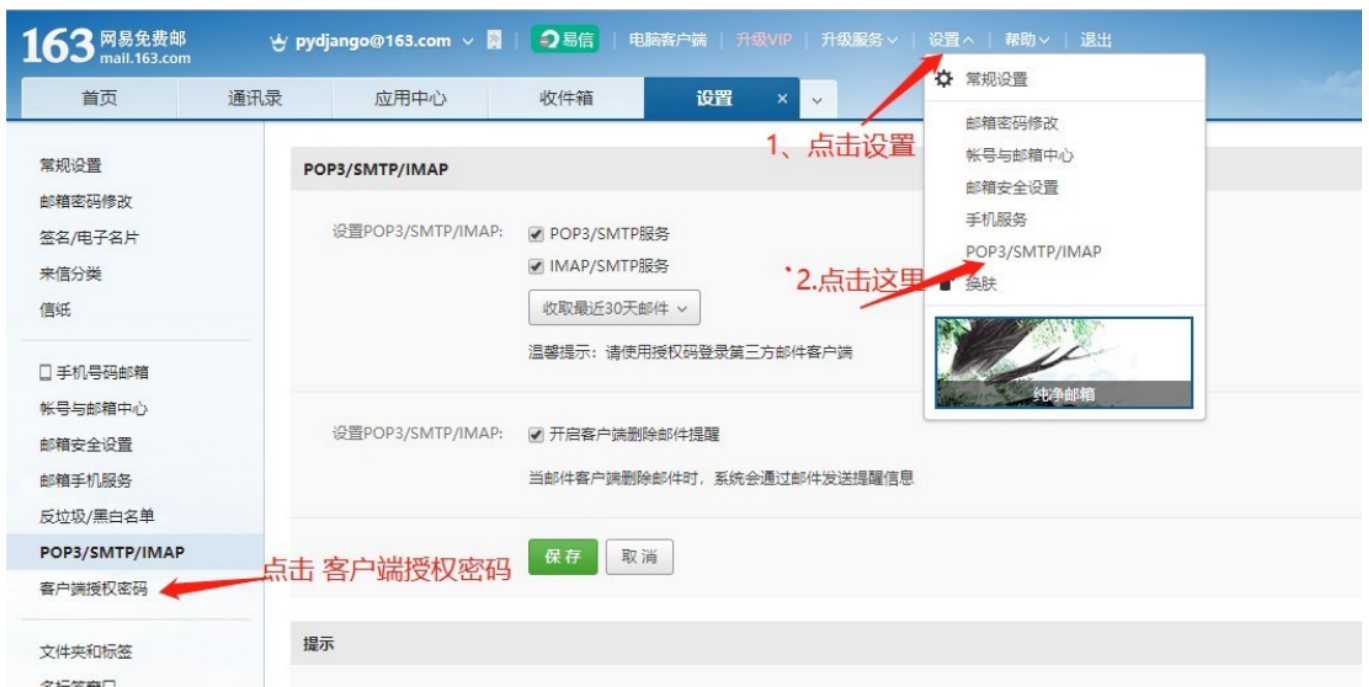 163 网易免费邮
mail.163.com
pydjango@163.com
易信
电脑客户端
升级VIP
升级服务
设置
帮助
退出
首页
通讯录
应用中心
收件箱
设置
×
常规设置
邮箱密码修改
帐号与邮箱中心
邮箱安全设置
手机服务
POP3/SMTP/IMAP
换肤
纯净邮箱
1、点击设置
2.点击这里
常规设置
邮箱密码修改
签名/电子名片
来信分类
信纸
手机号码邮箱
帐号与邮箱中心
邮箱安全设置
邮箱手机服务
反垃圾/黑白名单
POP3/SMTP/IMAP
客户端授权密码
文件夹和标签
多标签窗口
点击 客户端授权密码
POP3/SMTP/IMAP
设置POP3/SMTP/IMAP:
POP3/SMTP服务
IMAP/SMTP服务
收取最近30天邮件
温馨提示：请使用授权码登录第三方邮件客户端
设置POP3/SMTP/IMAP:
开启客户端删除邮件提醒
当邮件客户端删除邮件时，系统会通过邮件发送提醒信息
保存
取消
提示